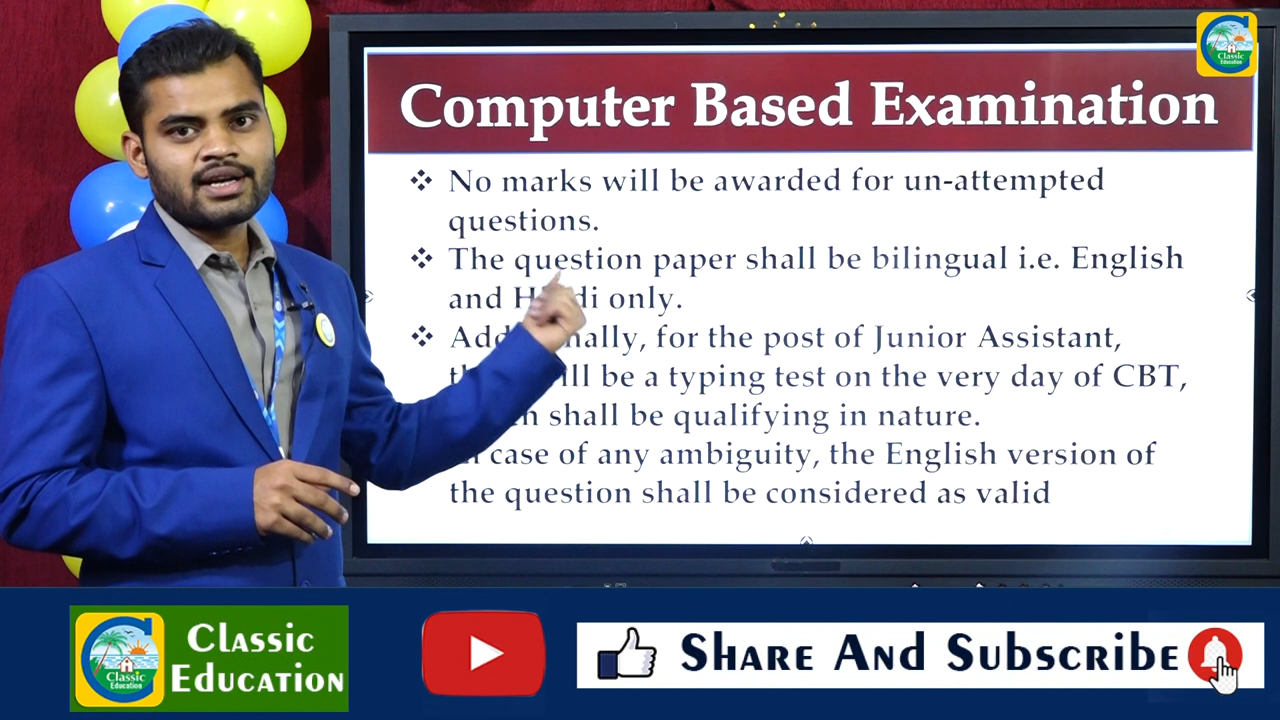 Classic
Education
Computer Based Examination
No marks will be awarded for un-attempted
questions.
The question paper shall be bilingual i.e. English
and only.
for the post of Junior Assistant,
be a typing test on the very day of CBT,
shall be qualifying in nature.
case of any ambiguity, the English version of
the question shall be considered as valid
Classic
Education
CLASSIC
EDUCATION
SHARE AND SUBSCRIBE